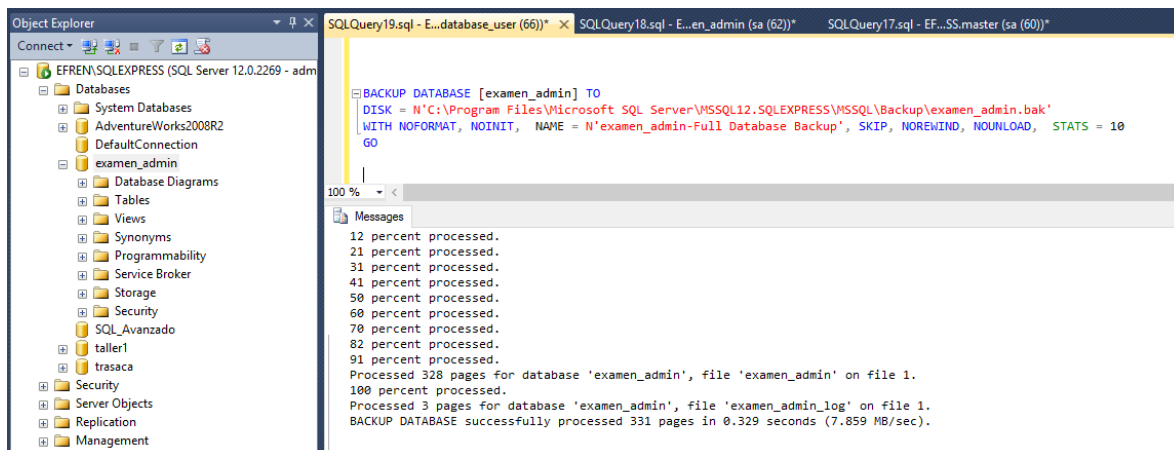 Object Explorer
Connect
EFREN\SQLEXPRESS (SQL Server 12.0.2269 - adm
Databases
System Databases
AdventureWorks2008R2
DefaultConnection
examen_admin
Database Diagrams
Tables
Views
Synonyms
Programmability
Service Broker
Storage
Security
SQL_Avanzado
taller1
trasaca
Security
Server Objects
Replication
Management
SQLQuery19.sql - E...database_user (66))* SQLQuery18.sql - E...en_admin (sa (62))* SQLQuery17.sql - EF...SS.master (sa (60))*
BACKUP DATABASE [examen_admin] TO
DISK = N'C:\Program Files\Microsoft SQL Server\MSSQL12.SQLEXPRESS\MSSQL\Backup\examen_admin.bak'
WITH NOFORMAT, NOINIT, NAME = N'examen_admin-Full Database Backup', SKIP, NOREWIND, NOUNLOAD, STATS = 10
GO
100 %
Messages
12 percent processed.
21 percent processed.
31 percent processed.
41 percent processed.
50 percent processed.
60 percent processed.
70 percent processed.
82 percent processed.
91 percent processed.
Processed 328 pages for database 'examen_admin', file 'examen_admin' on file 1.
100 percent processed.
Processed 3 pages for database 'examen_admin', file 'examen_admin_log' on file 1.
BACKUP DATABASE successfully processed 331 pages in 0.329 seconds (7.859 MB/sec).